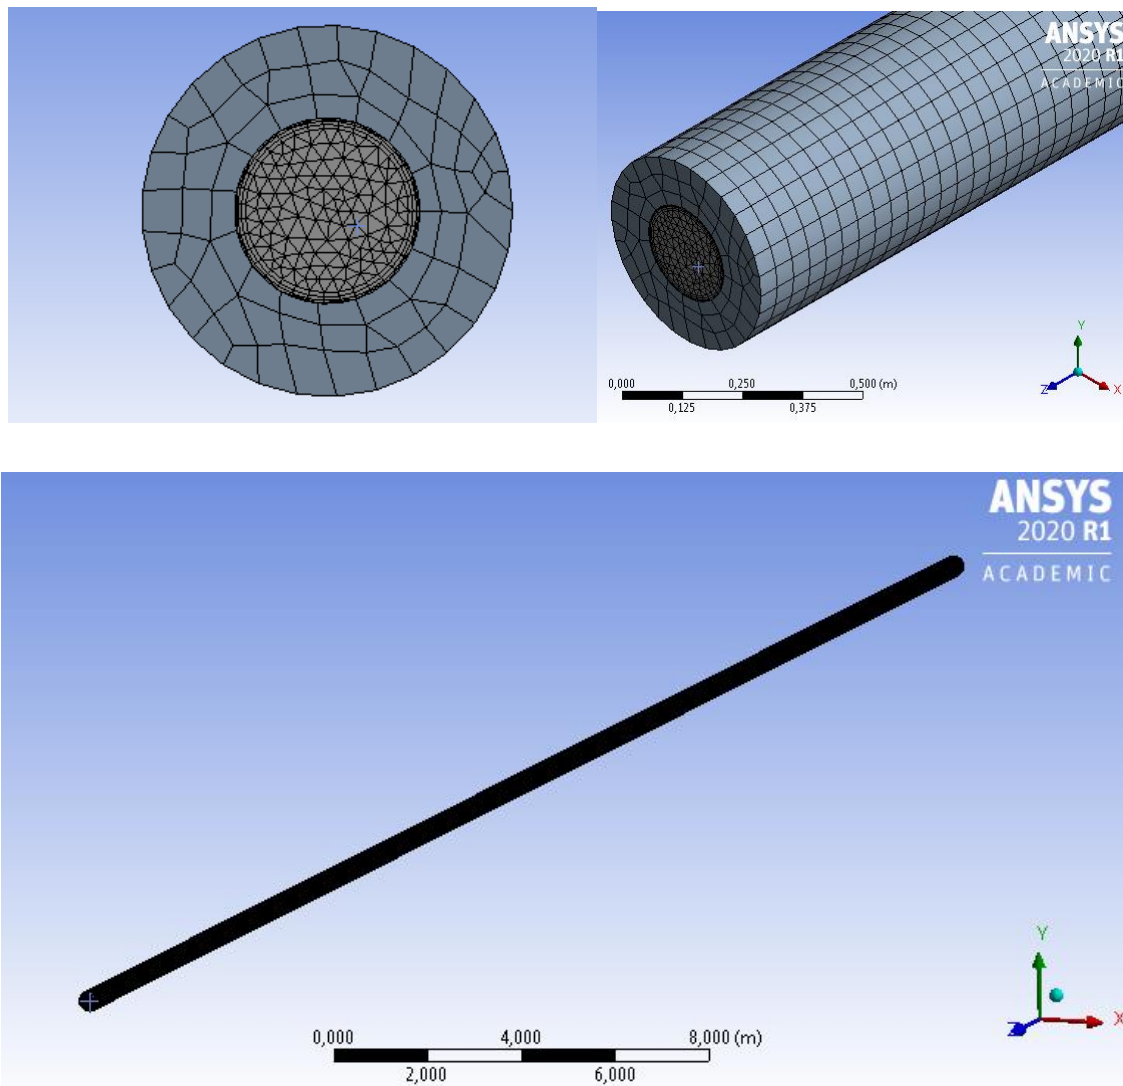 ANSYS
2020 R1
ACADEMIC
0,000 0,250 0,500 (m)
0,125 0,375
Y
Z
X
ANSYS
2020 R1
ACADEMIC
Y
X
Z
0,000 4,000 8,000 (m)
2,000 6,000